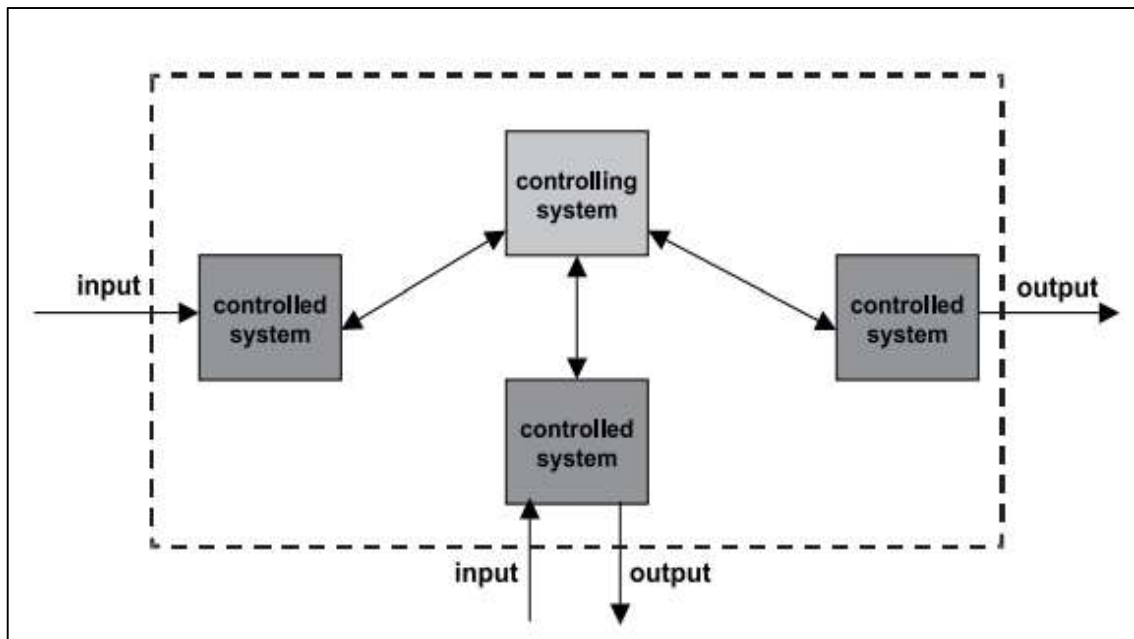 controlling
system
input
controlled
system
controlled
system
output
controlled
system
input
output